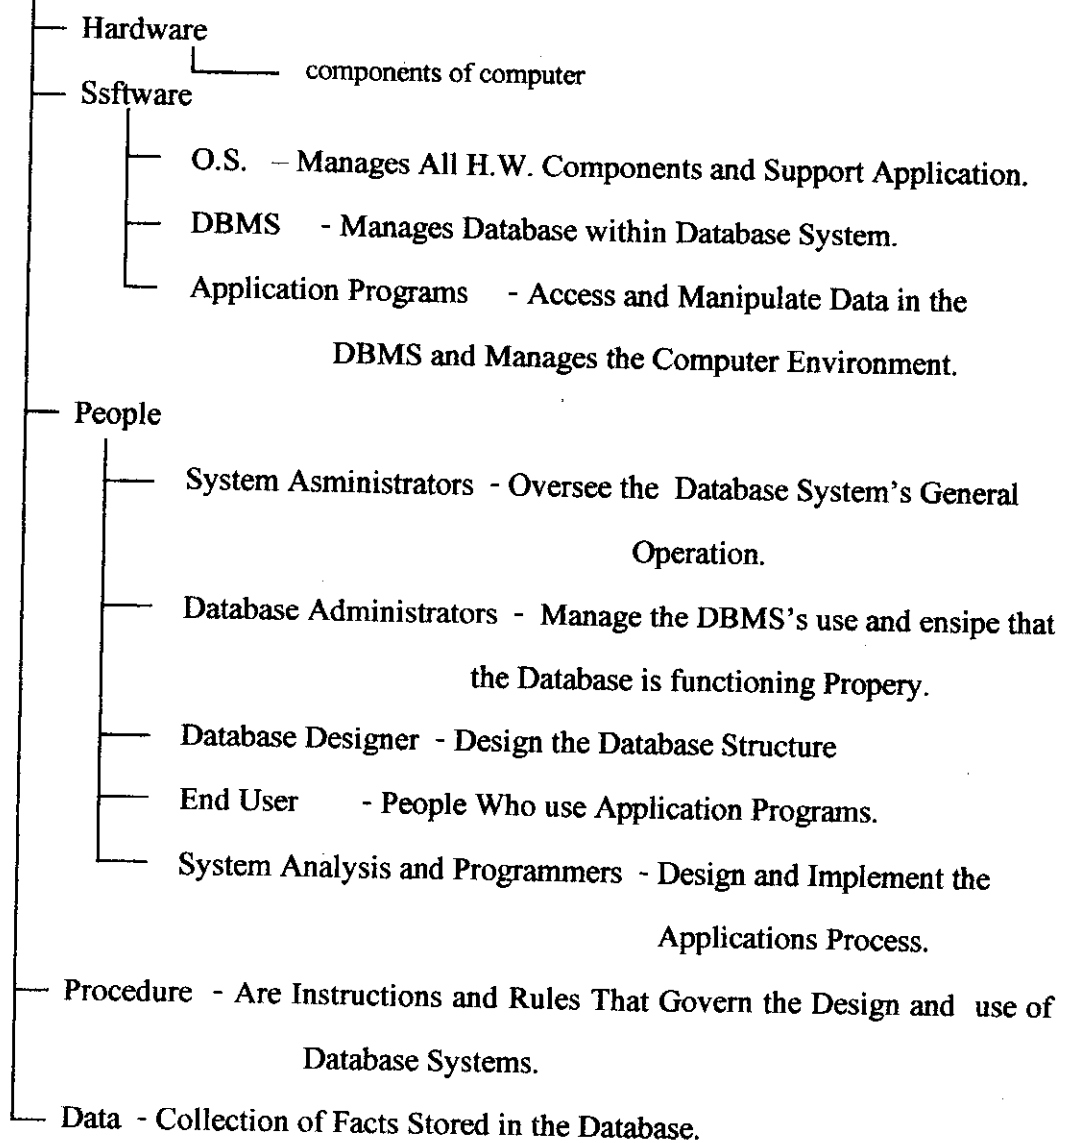 Hardware
components of computer
Ssftware
O.S. – Manages All H.W. Components and Support Application.
DBMS - Manages Database within Database System.
Application Programs - Access and Manipulate Data in the
DBMS and Manages the Computer Environment.
People
System Asministrators - Oversee the Database System's General
Operation.
Database Administrators - Manage the DBMS's use and ensipe that
the Database is functioning Propery.
Database Designer - Design the Database Structure
End User - People Who use Application Programs.
System Analysis and Programmers - Design and Implement the
Applications Process.
Procedure - Are Instructions and Rules That Govern the Design and use of
Database Systems.
Data - Collection of Facts Stored in the Database.